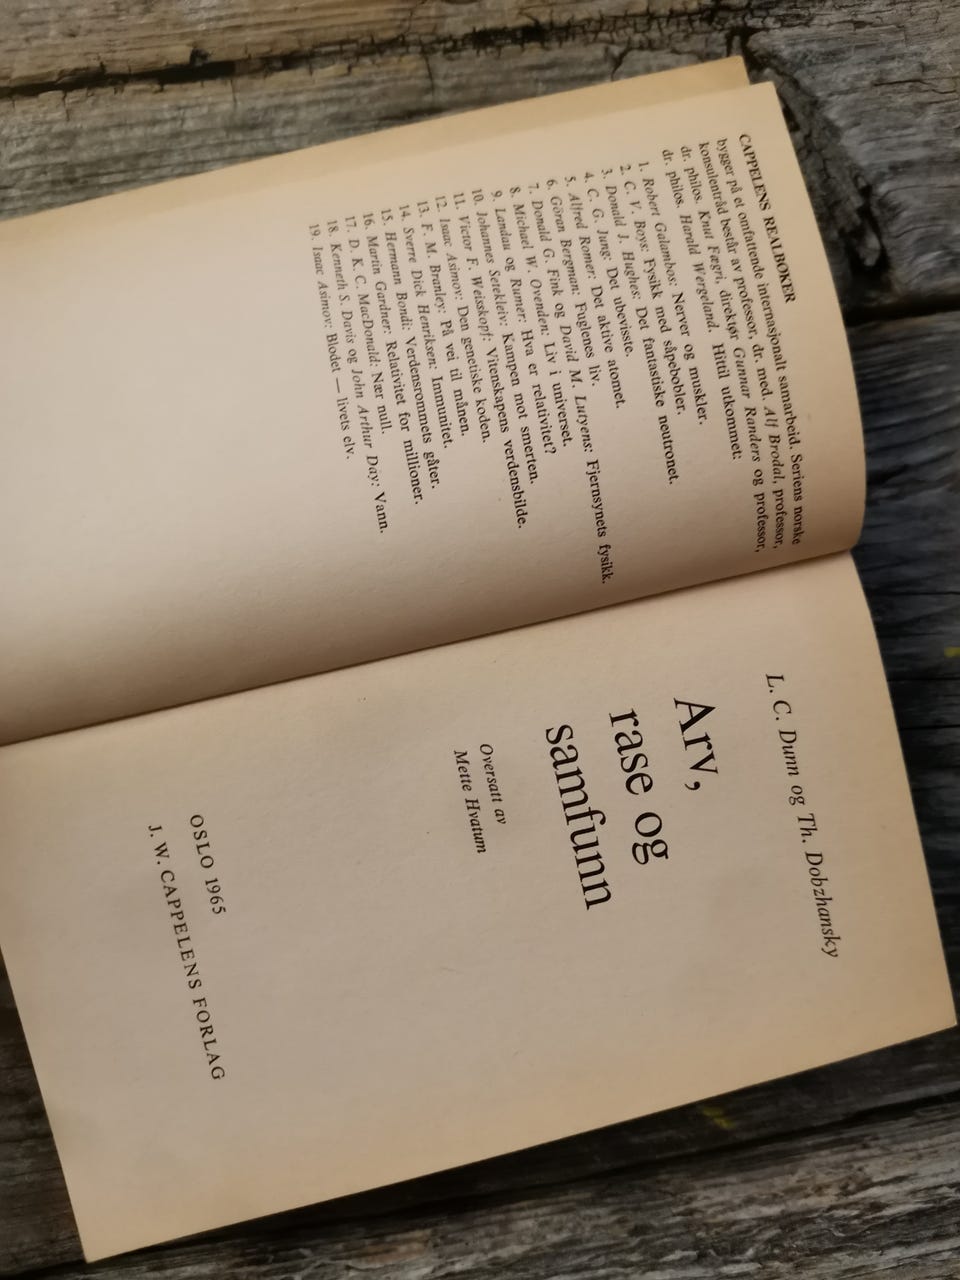 CAPPELENS REALBØKER
bygger på et omfattende internasjonalt samarbeid. Seriens norske
konsulentråd består av professor, dr. med. Alf Brodal, professor,
dr. philos. Knut Fægri, direktør Gunnar Randers og professor,
dr. philos. Harald Wergeland. Hittil utkommet:
1. Robert Galambos: Nerver og muskler.
2. C. V. Boys: Fysikk med såpebobler.
3. Donald J. Hughes: Det fantastiske neutronet.
4. C. G. Jung: Det ubevisste.
5. Alfred Romer: Det aktive atomet.
6. Göran Bergman: Fuglenes liv.
7. Donald G. Fink og David M. Lutyens: Fjernsynets fysikk.
8. Michael W. Ovenden: Liv i universet.
9. Landau og Rumer: Hva er relativitet?
10. Johannes Setekleiv: Kampen mot smerten.
11. Victor F. Weisskopf: Vitenskapens verdensbilde.
12. Isaac Asimov: Den genetiske koden.
13. F. M. Branley: På vei til månen.
14. Sverre Dick Henriksen: Immunitet.
15. Hermann Bondi: Verdensrommets gåter.
16. Martin Gardner: Relativitet for millioner.
17. D. K. C. MacDonald: Nær null.
18. Kenneth S. Davis og John Arthur Day: Vann.
19. Isaac Asimov: Blodet — livets elv.
L. C. Dunn og Th. Dobzhansky
Arv,
rase og
samfunn
Oversatt av
Mette Hvatum
OSLO 1965
J. W. CAPPELENS FORLAG